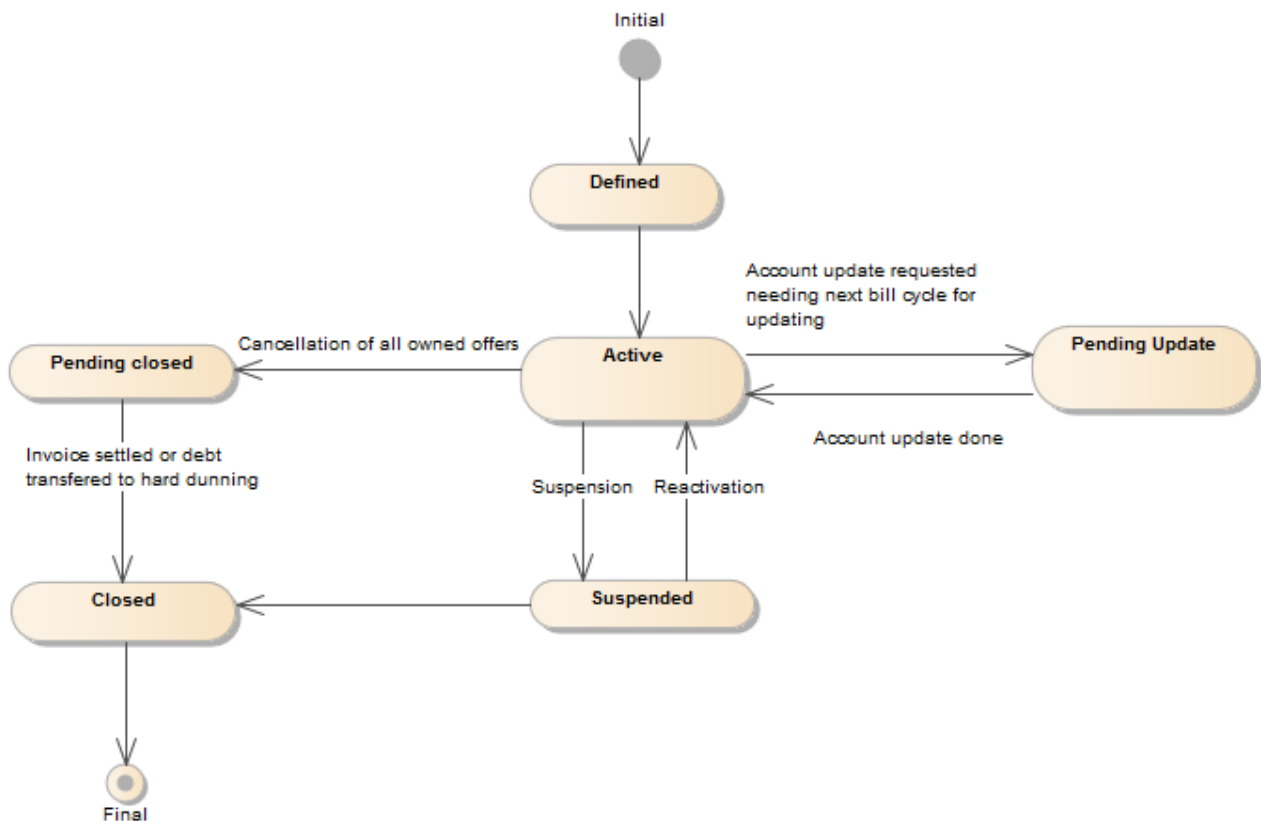 Initial
Defined
Account update requested
needing next bill cycle for
updating
Cancellation of all owned offers
Active
Pending Update
Pending closed
Account update done
Invoice settled or debt
transfered to hard dunning
Suspension
Reactivation
Closed
Suspended
Final